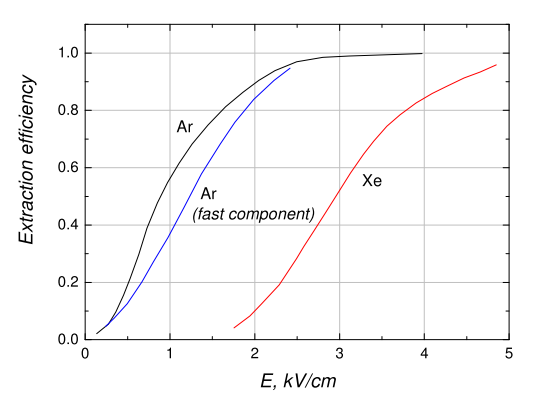 Extraction efficiency
1.0
0.8
0.6
0.4
0.2
0.0
Ar
Ar
(fast component)
Xe
0 1 2 3 4 5
E, kV/cm